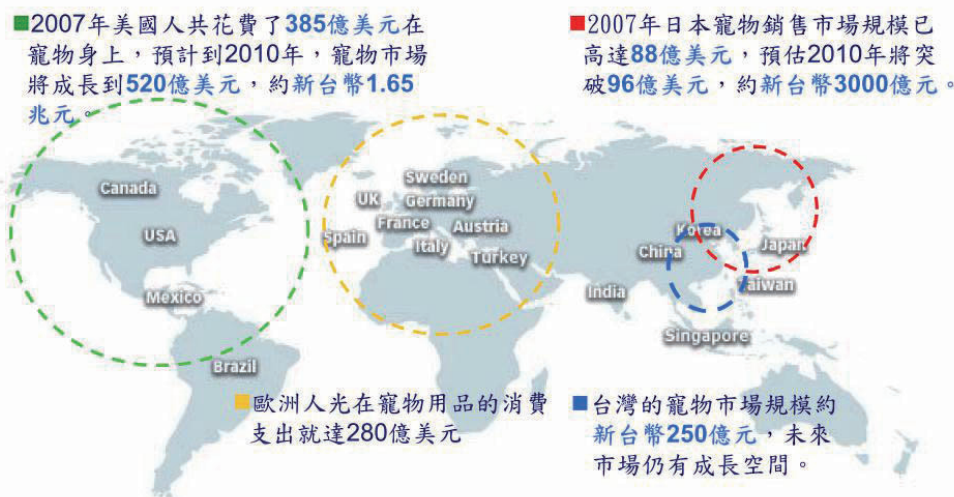 2007年美國人共花費了385億美元在
寵物身上，預計到2010年，寵物市場
將成長到520億美元，約新台幣1.65
兆元。
2007年日本寵物銷售市場規模已
高達88億美元，預估2010年將突
破96億美元，約新台幣3000億元。
Canada
USA
Mexico
Brazil
Sweden
UK
Germany
France
Austria
Spain
Italy
Turkey
Korea
Japan
China
Taiwan
India
Singapore
歐洲人光在寵物用品的消費
支出就達280億美元
台灣的寵物市場規模約
新台幣250億元，未來
市場仍有成長空間。